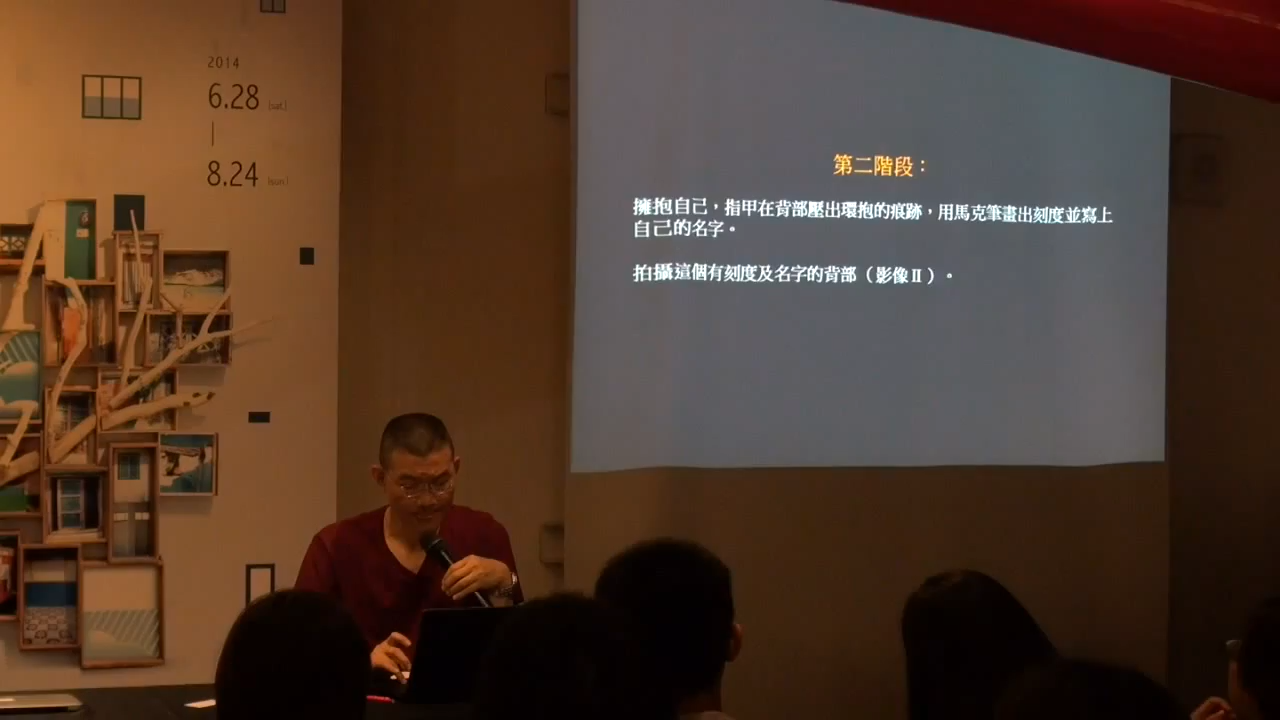 2014
6.28 (sat.)
8.24 (sun.)
第二階段：
擁抱自己，指甲在背部壓出環抱的痕跡，用馬克筆畫出刻度並寫上
自己的名字。
拍攝這個有刻度及名字的背部（影像Ⅱ）。